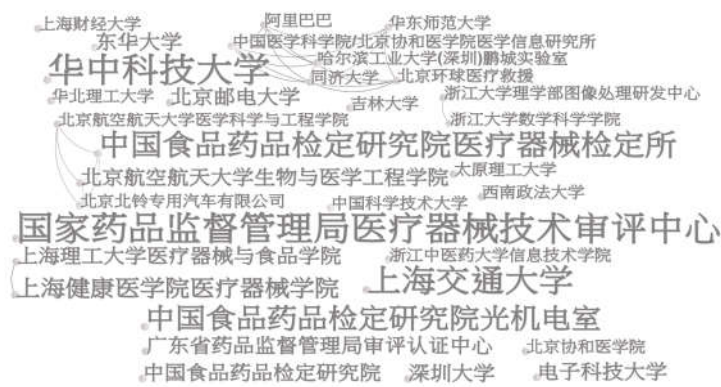 上海财经大学
阿里巴巴
华东师范大学
东华大学
中国医学科学院/北京协和医学院医学信息研究所
华中科技大学
哈尔滨工业大学(深圳)鹏城实验室
同济大学
北京环球医疗救援
华北理工大学
北京邮电大学
吉林大学
浙江大学理学部图像处理研发中心
北京航空航天大学医学科学与工程学院
浙江大学数学科学学院
中国食品药品检定研究院医疗器械检定所
北京航空航天大学生物与医学工程学院
太原理工大学
北京北铃专用汽车有限公司
中国科学技术大学
西南政法大学
国家药品监督管理局医疗器械技术审评中心
上海理工大学医疗器械与食品学院
浙江中医药大学信息技术学院
上海健康医学院医疗器械学院
上海交通大学
中国食品药品检定研究院光机电室
广东省药品监督管理局审评认证中心
北京协和医学院
中国食品药品检定研究院
深圳大学
电子科技大学